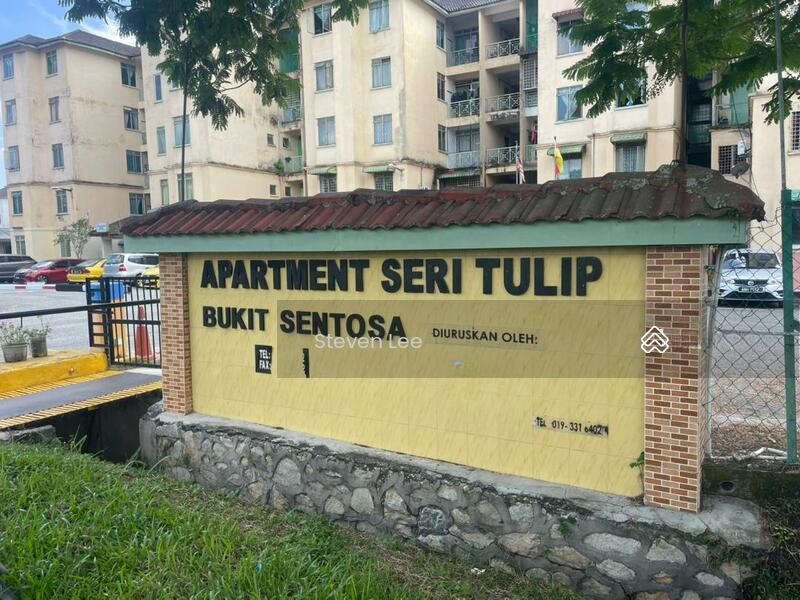 APARTMENT SERI TULIP
BUKIT SENTOSA
DIURUSKAN OLEH:
Steven Lee
TEL:
FAX:
TEL 019-331 6402